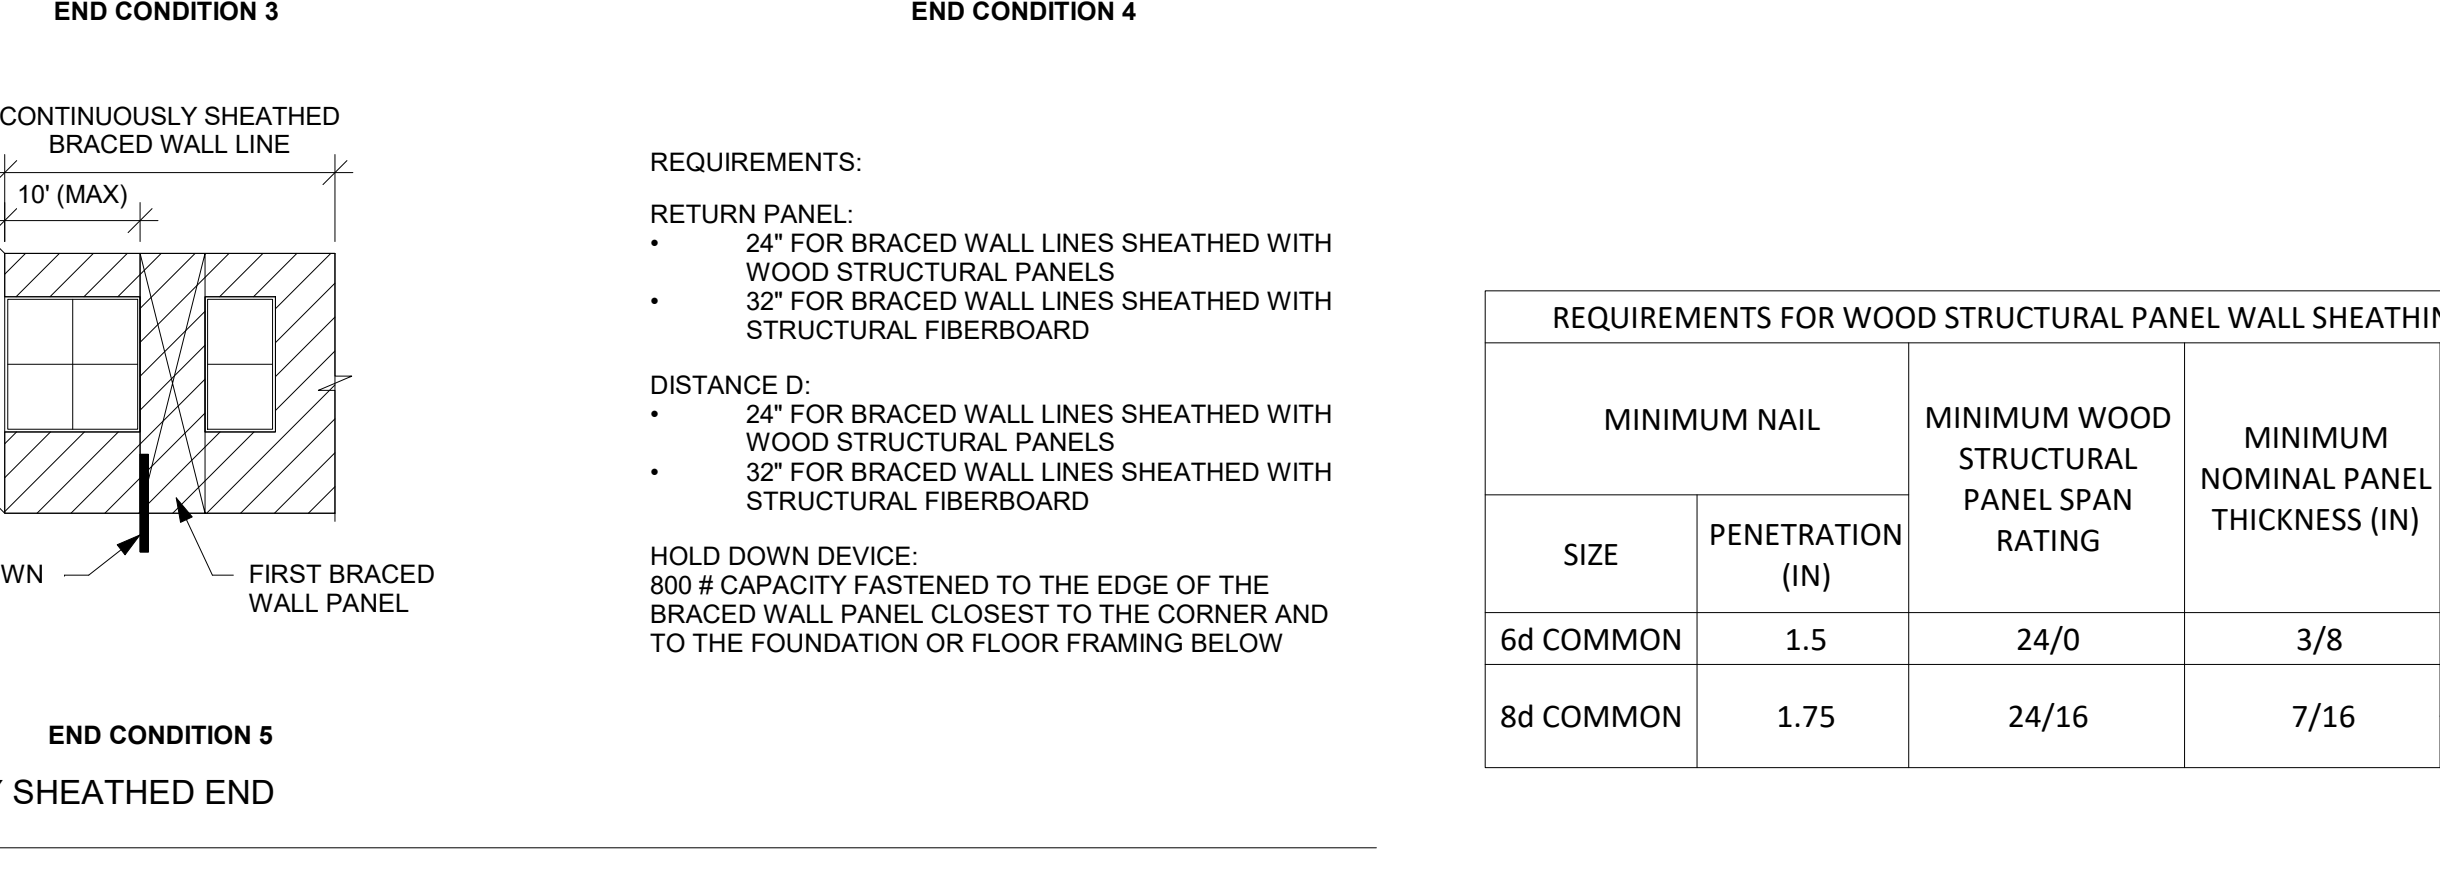 END CONDITION 3
END CONDITION 4
CONTINUOUSLY SHEATHED
BRACED WALL LINE
10' (MAX)
WN
FIRST BRACED
WALL PANEL
END CONDITION 5
Y SHEATHED END
REQUIREMENTS:
RETURN PANEL:
• 24" FOR BRACED WALL LINES SHEATHED WITH
WOOD STRUCTURAL PANELS
• 32" FOR BRACED WALL LINES SHEATHED WITH
STRUCTURAL FIBERBOARD
DISTANCE D:
• 24" FOR BRACED WALL LINES SHEATHED WITH
WOOD STRUCTURAL PANELS
• 32" FOR BRACED WALL LINES SHEATHED WITH
STRUCTURAL FIBERBOARD
HOLD DOWN DEVICE:
800 # CAPACITY FASTENED TO THE EDGE OF THE
BRACED WALL PANEL CLOSEST TO THE CORNER AND
TO THE FOUNDATION OR FLOOR FRAMING BELOW
REQUIREMENTS FOR WOOD STRUCTURAL PANEL WALL SHEATHIN
MINIMUM NAIL
MINIMUM WOOD
STRUCTURAL
PANEL SPAN
RATING
MINIMUM
NOMINAL PANEL
THICKNESS (IN)
SIZE
PENETRATION
(IN)
6d COMMON 1.5 24/0 3/8
8d COMMON 1.75 24/16 7/16